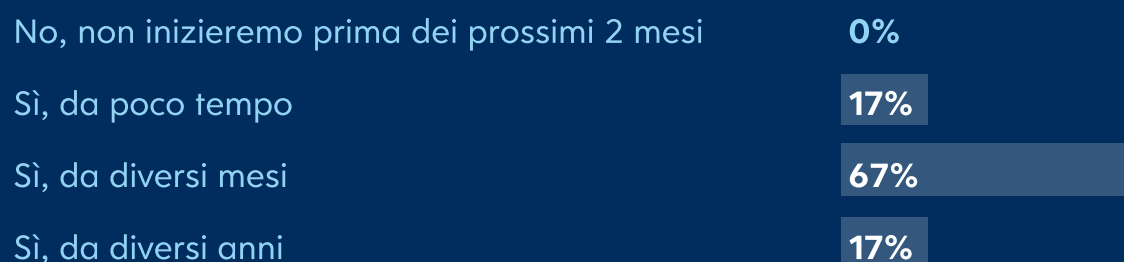 No, non inizieremo prima dei prossimi 2 mesi 0%
Sì, da poco tempo 17%
Sì, da diversi mesi 67%
Sì, da diversi anni 17%